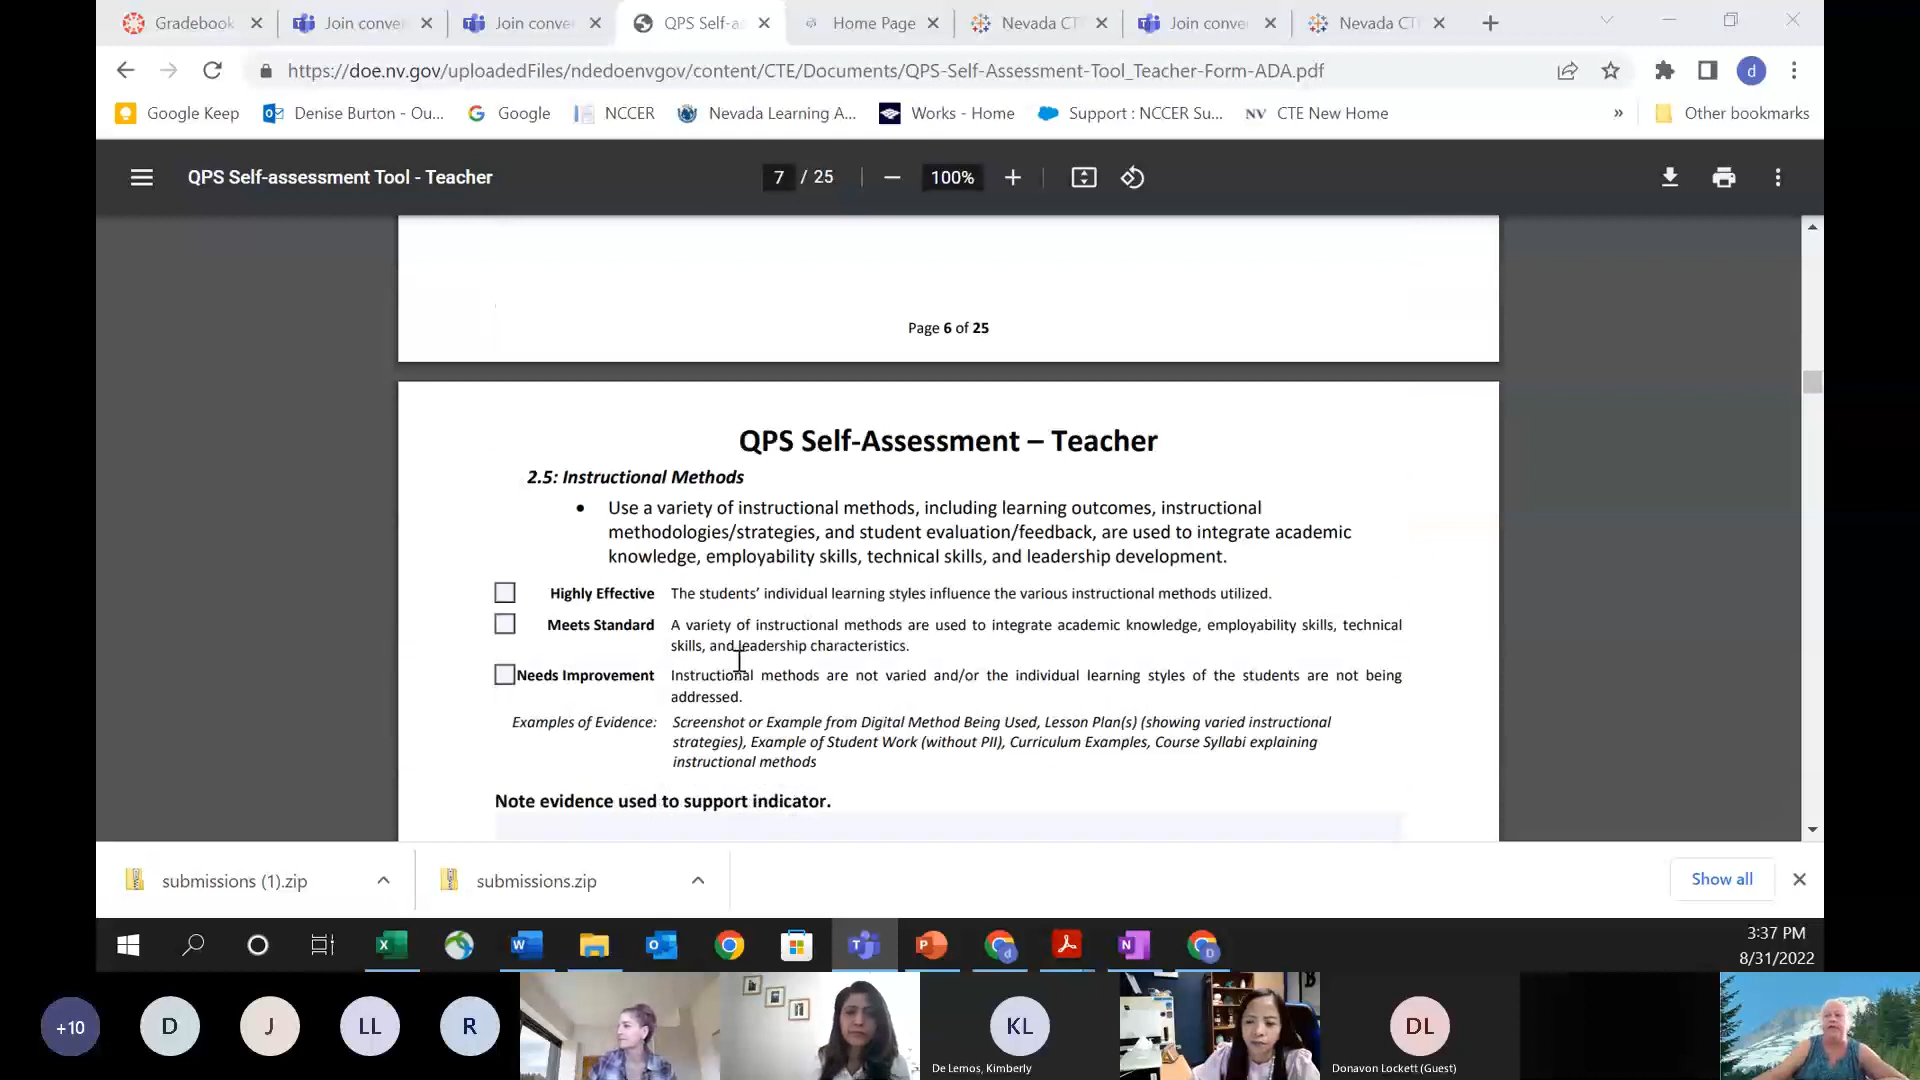 Gradebook
Join conver
Join conver
QPS Self-a
Home Page
Nevada CT
Join conve
Nevada CT
https://doe.nv.gov/uploadedFiles/ndedoenvgov/content/CTE/Documents/QPS-Self-Assessment-Tool_Teacher-Form-ADA.pdf
d
Google Keep
Denise Burton - Ou...
Google
NCCER
Nevada Learning A...
Works - Home
Support : NCCER Su...
NV CTE New Home
»
Other bookmarks
QPS Self-assessment Tool - Teacher
7 / 25
100%
Page 6 of 25
QPS Self-Assessment – Teacher
2.5: Instructional Methods
• Use a variety of instructional methods, including learning outcomes, instructional
methodologies/strategies, and student evaluation/feedback, are used to integrate academic
knowledge, employability skills, technical skills, and leadership development.
Highly Effective The students’ individual learning styles influence the various instructional methods utilized.
Meets Standard A variety of instructional methods are used to integrate academic knowledge, employability skills, technical
skills, and leadership characteristics.
Needs Improvement Instructional methods are not varied and/or the individual learning styles of the students are not being
addressed.
Examples of Evidence: Screenshot or Example from Digital Method Being Used, Lesson Plan(s) (showing varied instructional
strategies), Example of Student Work (without PII), Curriculum Examples, Course Syllabi explaining
instructional methods
Note evidence used to support indicator.
submissions (1).zip
submissions.zip
Show all
3:37 PM
8/31/2022
+10
D
J
LL
R
KL
De Lemos, Kimberly
DL
Donavon Lockett (Guest)